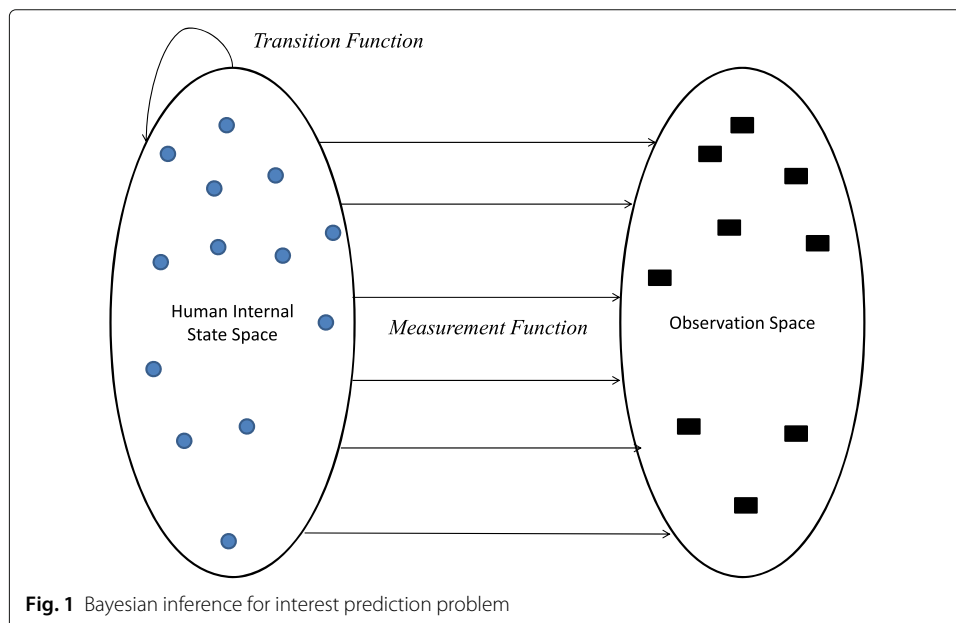 Transition Function
Human Internal
State Space
Measurement Function
Observation Space
Fig. 1 Bayesian inference for interest prediction problem